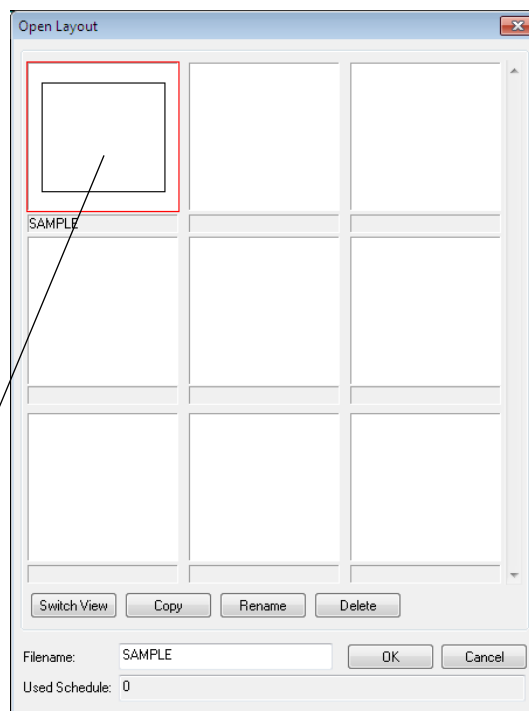 Open Layout
SAMPLE
Switch View Copy Rename Delete
Filename: SAMPLE OK Cancel
Used Schedule: 0